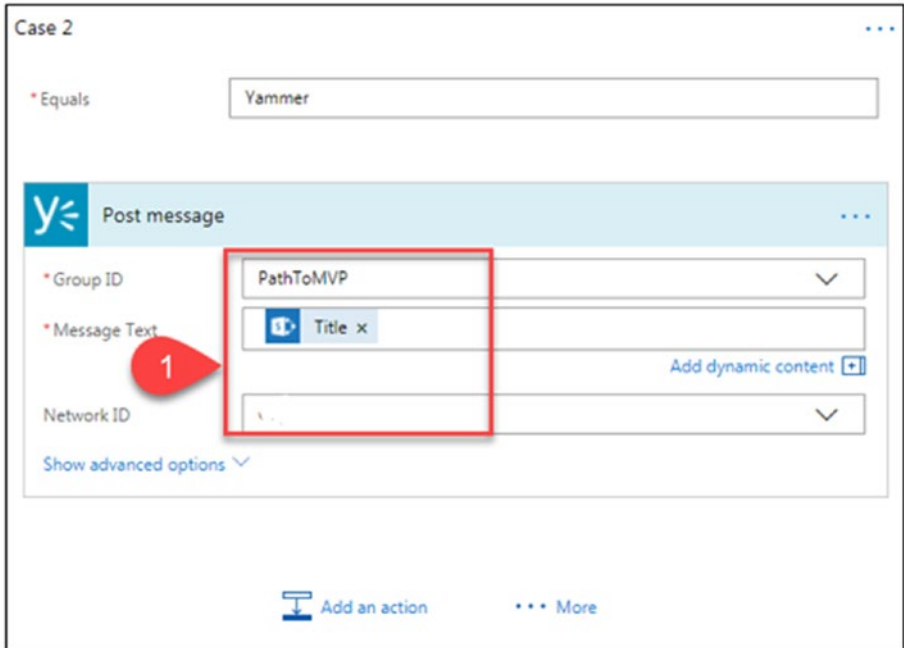 Case 2
* Equals Yammer
Post message
* Group ID PathToMVP
* Message Text Title ×
1
Add dynamic content
Network ID
Show advanced options
Add an action ··· More